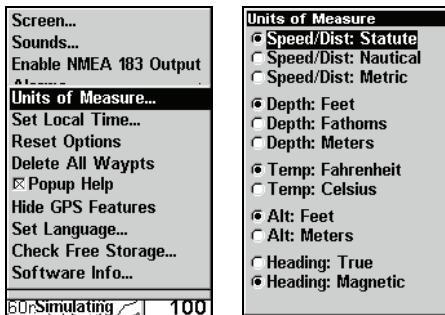 Screen...
Sounds...
Enable NMEA 183 Output
Units of Measure...
Set Local Time...
Reset Options
Delete All Waypts
Popup Help
Hide GPS Features
Set Language...
Check Free Storage...
Software Info...
Simulating 100
Units of Measure
Speed/Dist: Statute
Speed/Dist: Nautical
Speed/Dist: Metric
Depth: Feet
Depth: Fathoms
Depth: Meters
Temp: Fahrenheit
Temp: Celsius
Alt: Feet
Alt: Meters
Heading: True
Heading: Magnetic